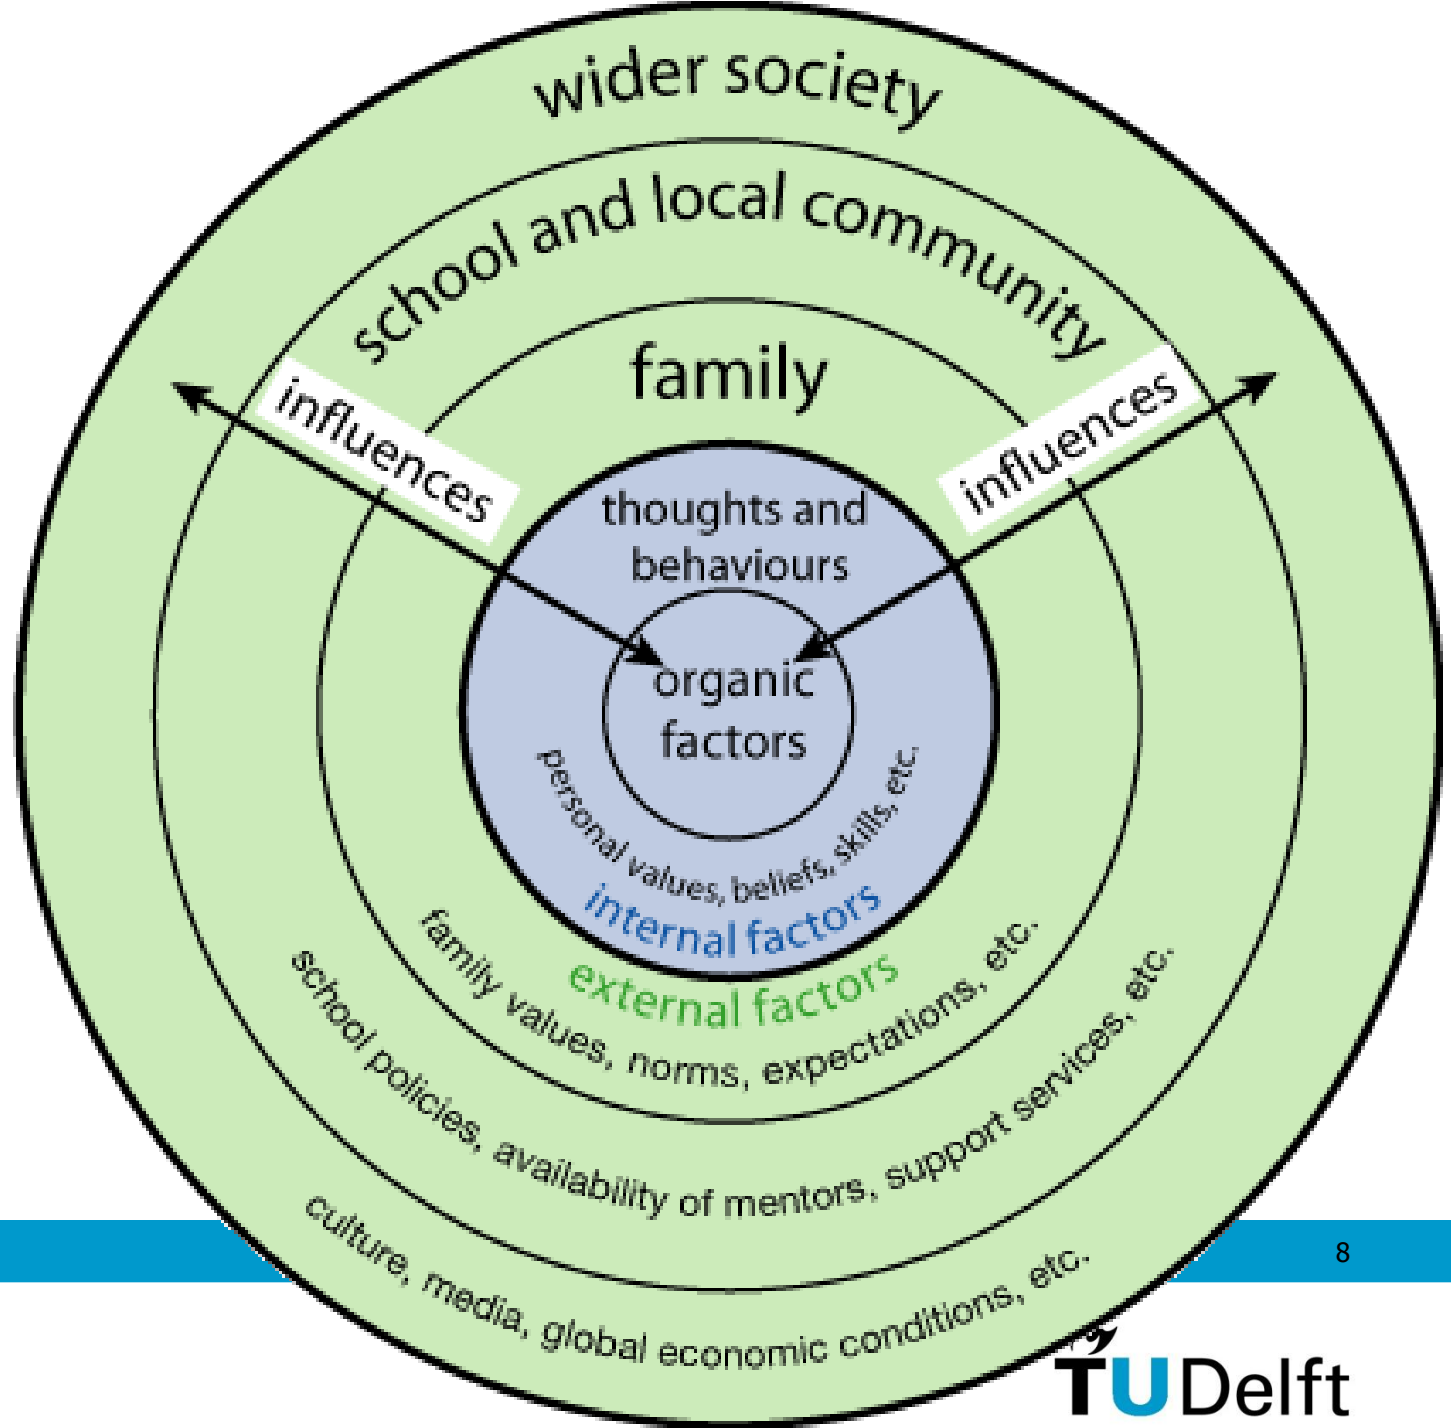 wider society
school and local community
family
influences
influences
thoughts and
behaviours
organic
factors
personal values, beliefs, skills, etc.
internal factors
external factors
family values, norms, expectations, etc.
school policies, availability of mentors, support services, etc.
culture, media, global economic conditions, etc.
8
TU Delft